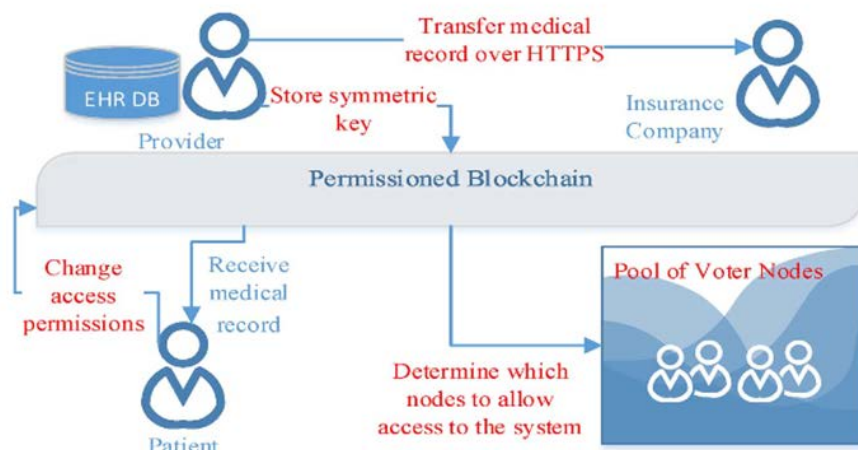 Transfer medical
record over HTTPS
EHR DB
Store symmetric
key
Provider
Insurance
Company
Permissioned Blockchain
Change
access
permissions
Receive
medical
record
Pool of Voter Nodes
Determine which
nodes to allow
access to the system
Patient